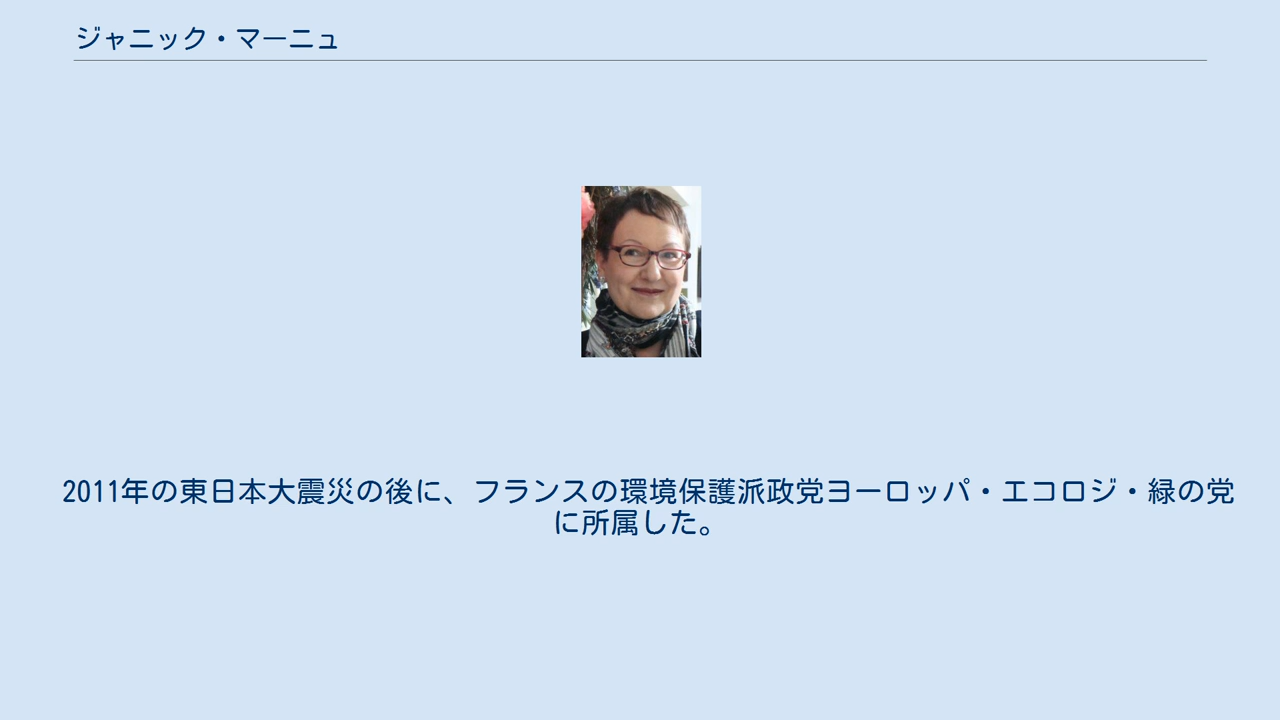 ジャニック・マーニュ
2011年の東日本大震災の後に、フランスの環境保護派政党ヨーロッパ・エコロジ・緑の党
に所属した。